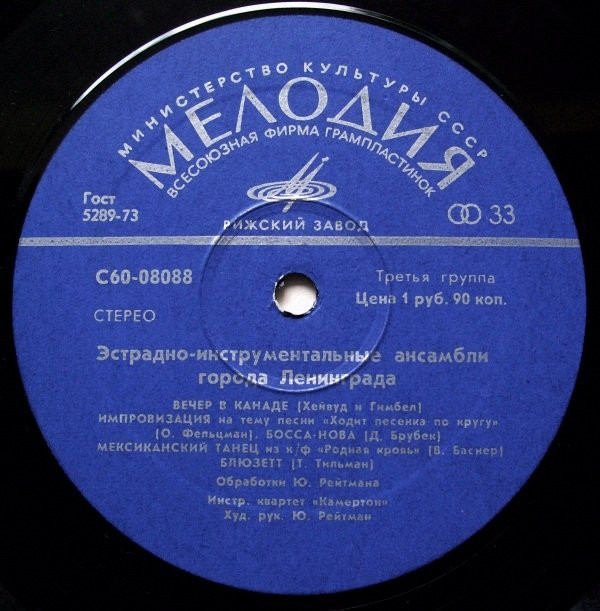 МИНИСТЕРСТВО КУЛЬТУРЫ СССР
МЕЛОДИЯ
ВСЕСОЮЗНАЯ ФИРМА ГРАМПЛАСТИНОК
РИЖСКИЙ ЗАВОД
Гост
5289-73
33
С60-08088
СТЕРЕО
Третья группа
Цена 1 руб. 90 коп.
Эстрадно-инструментальные ансамбли
города Ленинграда
ВЕЧЕР В КАНАДЕ (Хейвуд и Гимбел)
ИМПРОВИЗАЦИЯ на тему песни «Ходит песенка по кругу»
(О. Фельцман), БОССА-НОВА (Д. Брубек)
МЕКСИКАНСКИЙ ТАНЕЦ из к/ф «Родная кровь» (В. Баснер)
БЛЮЗЕТТ (Т. Тильман)
Обработки Ю. Рейтмана
Инстр. квартет «Камертон»
Худ. рук. Ю. Рейтман